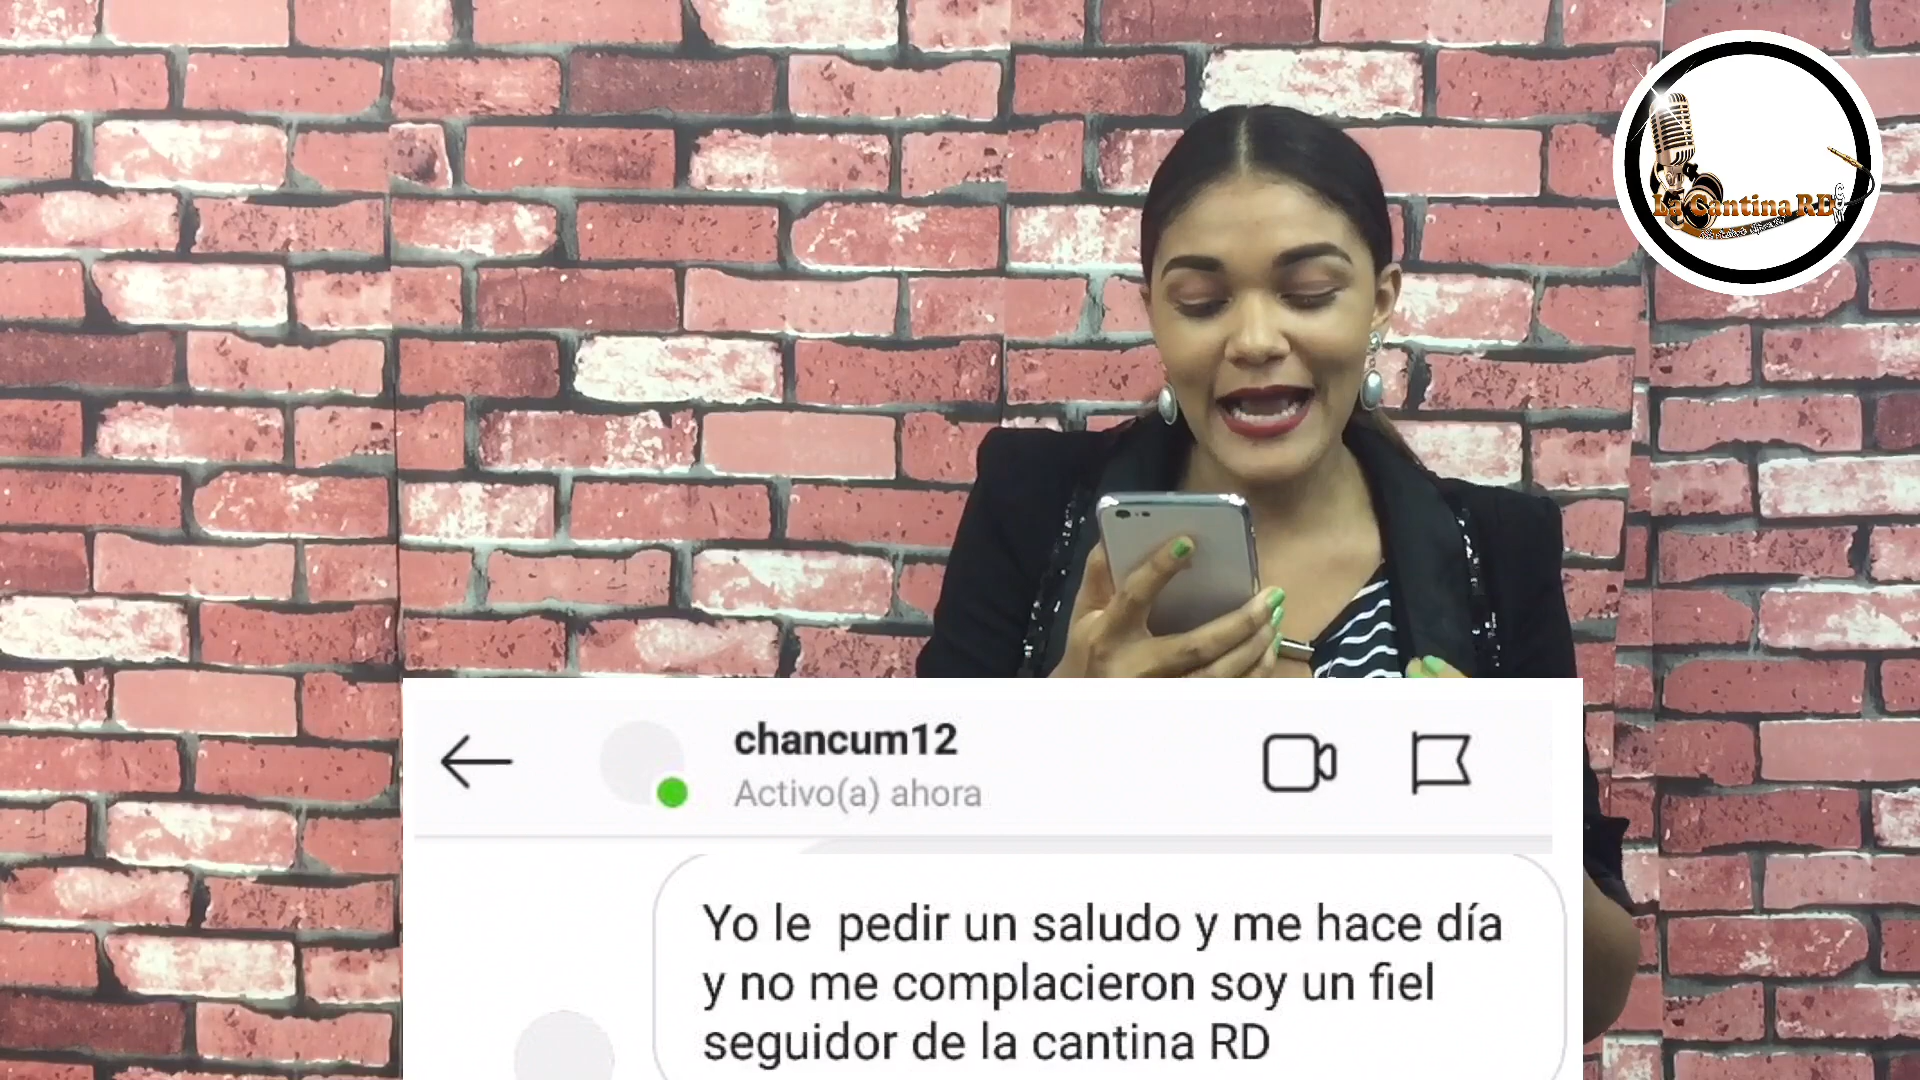 La Cantina RD
chancum12
Activo(a) ahora
Yo le  pedir un saludo y me hace día
y no me complacieron soy un fiel
seguidor de la cantina RD